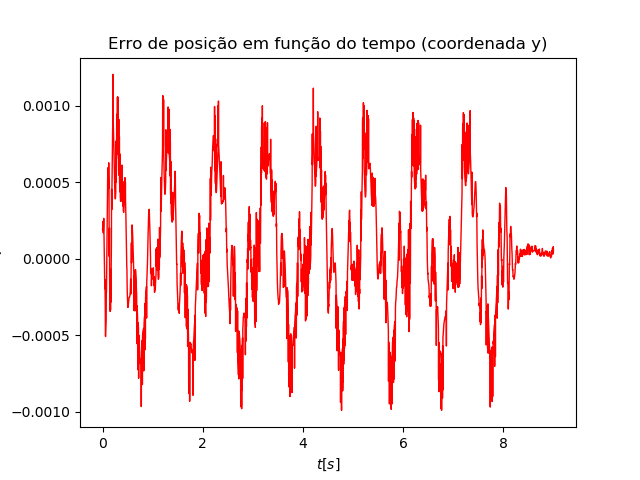 Erro de posição em função do tempo (coordenada y)
0.0010
0.0005
0.0000
−0.0005
−0.0010
0 2 4 6 8
t[s]